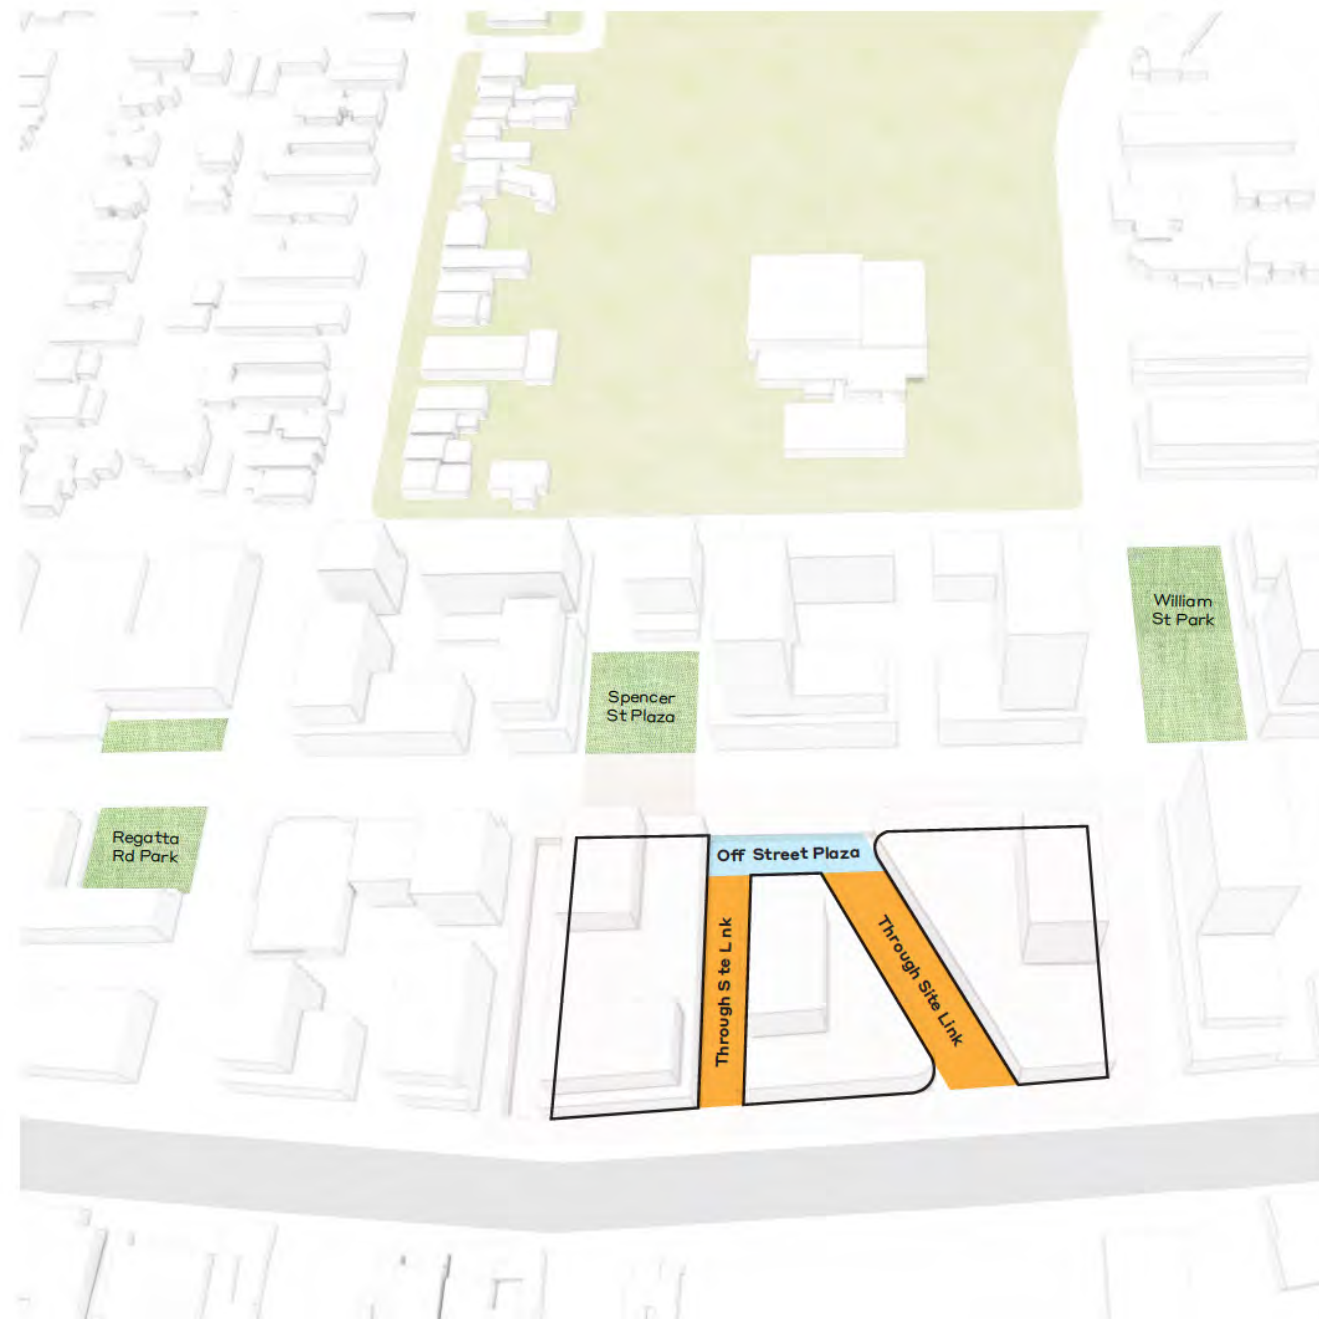 William
St Park
Spencer
St Plaza
Regatta
Rd Park
Off Street Plaza
Through S te L nk
Through Site Link